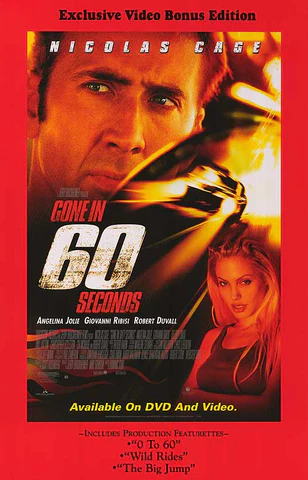 Exclusive Video Bonus Edition
NICOLAS CAGE
GONE IN
60
SECONDS
ANGELINA JOLIE GIOVANNI RIBISI ROBERT DUVALL
Available On DVD And Video.
–INCLUDES PRODUCTION FEATURETTES–
•"0 To 60"
•"Wild Rides"
•"The Big Jump"